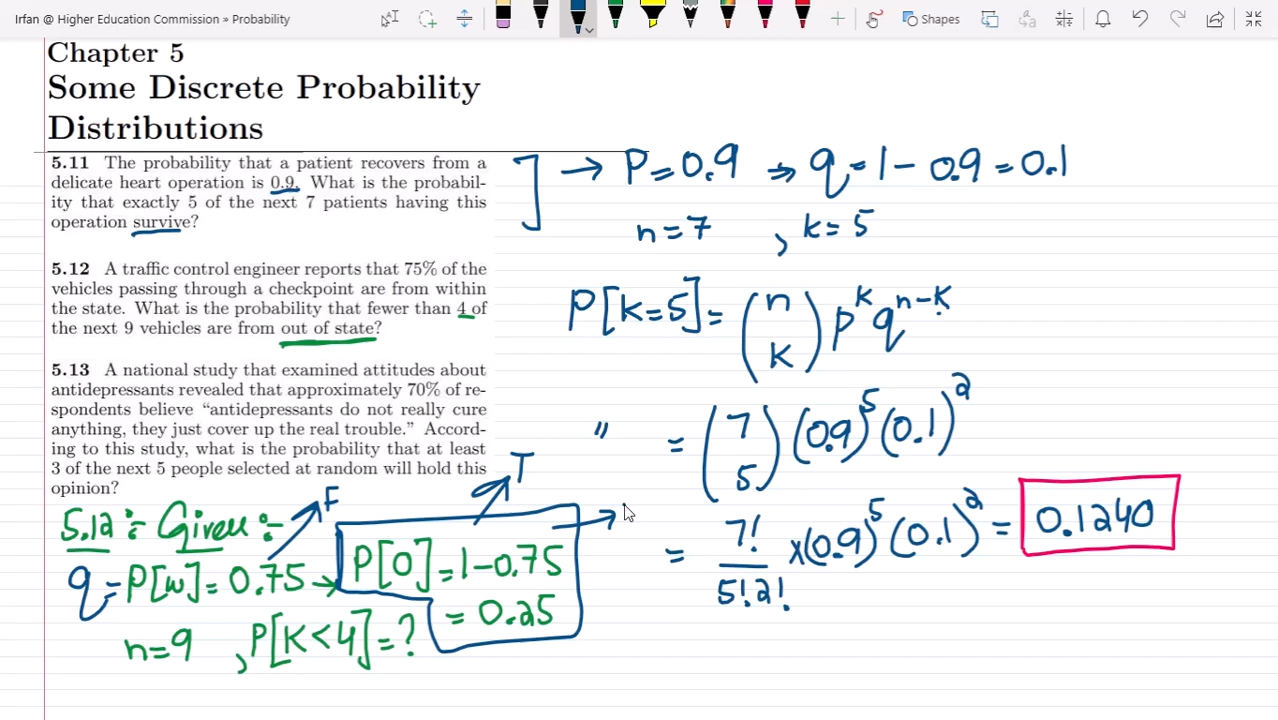 Irfan @ Higher Education Commission » Probability
Shapes
Chapter 5
Some Discrete Probability
Distributions
5.11 The probability that a patient recovers from a
delicate heart operation is 0.9. What is the probabil-
ity that exactly 5 of the next 7 patients having this
operation survive?
5.12 A traffic control engineer reports that 75% of the
vehicles passing through a checkpoint are from within
the state. What is the probability that fewer than 4 of
the next 9 vehicles are from out of state?
5.13 A national study that examined attitudes about
antidepressants revealed that approximately 70% of re-
spondents believe “antidepressants do not really cure
anything, they just cover up the real trouble.” Accord-
ing to this study, what is the probability that at least
3 of the next 5 people selected at random will hold this
opinion?
] → P=0.9 → q=1-0.9=0.1
n=7 , k=5
P[k=5]= (n k) p^k q^n-k
" = (7 5) (0.9)^5 (0.1)^2
= 7!/5!2! x(0.9)^5 (0.1)^2 = 0.1240
5.12:- Given:- F T
q=P[w]=0.75 → P[O]=1-0.75 →
= 0.25
n=9 , P[K<4]=?